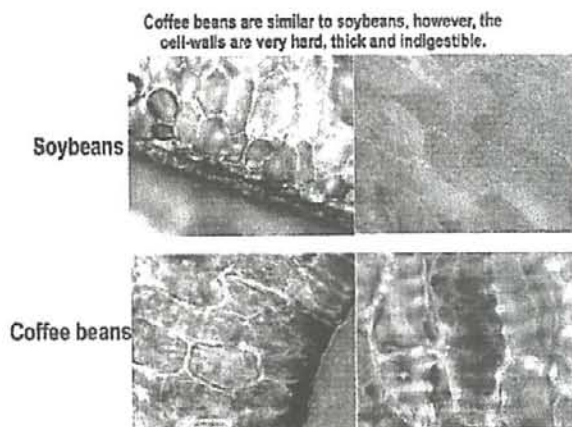 Coffee beans are similar to soybeans, however, the
cell-walls are very hard, thick and indigestible.
Soybeans
Coffee beans